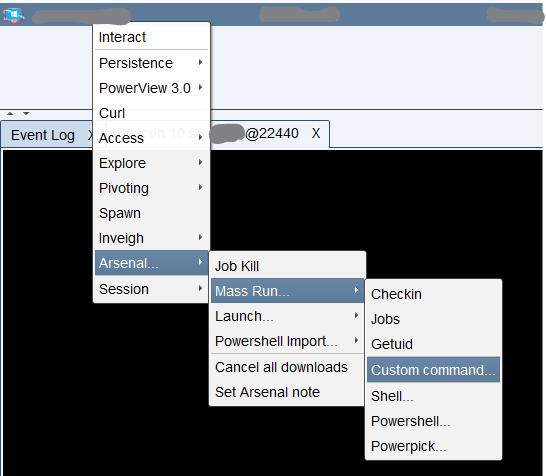 Interact
Persistence
PowerView 3.0
Curl
Event Log X
@22440 X
Access
Explore
Pivoting
Spawn
Inveigh
Arsenal...
Session
Job Kill
Mass Run...
Launch...
Powershell Import...
Cancel all downloads
Set Arsenal note
Checkin
Jobs
Getuid
Custom command...
Shell...
Powershell...
Powerpick...